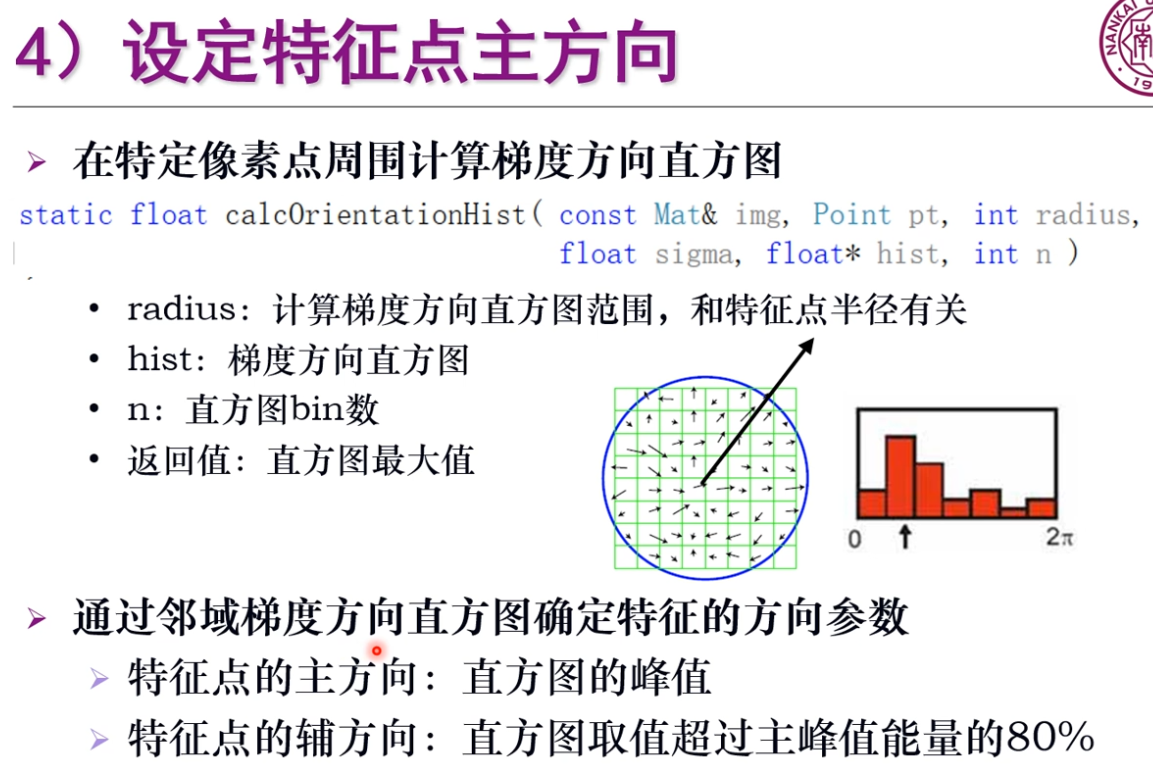 4）设定特征点主方向
NANKAI
南
19
在特定像素点周围计算梯度方向直方图
static float calcOrientationHist( const Mat& img, Point pt, int radius,
float sigma, float* hist, int n )
• radius：计算梯度方向直方图范围，和特征点半径有关
• hist：梯度方向直方图
• n：直方图bin数
• 返回值：直方图最大值
0 2π
通过邻域梯度方向直方图确定特征的方向参数
特征点的主方向：直方图的峰值
特征点的辅方向：直方图取值超过主峰值能量的80%